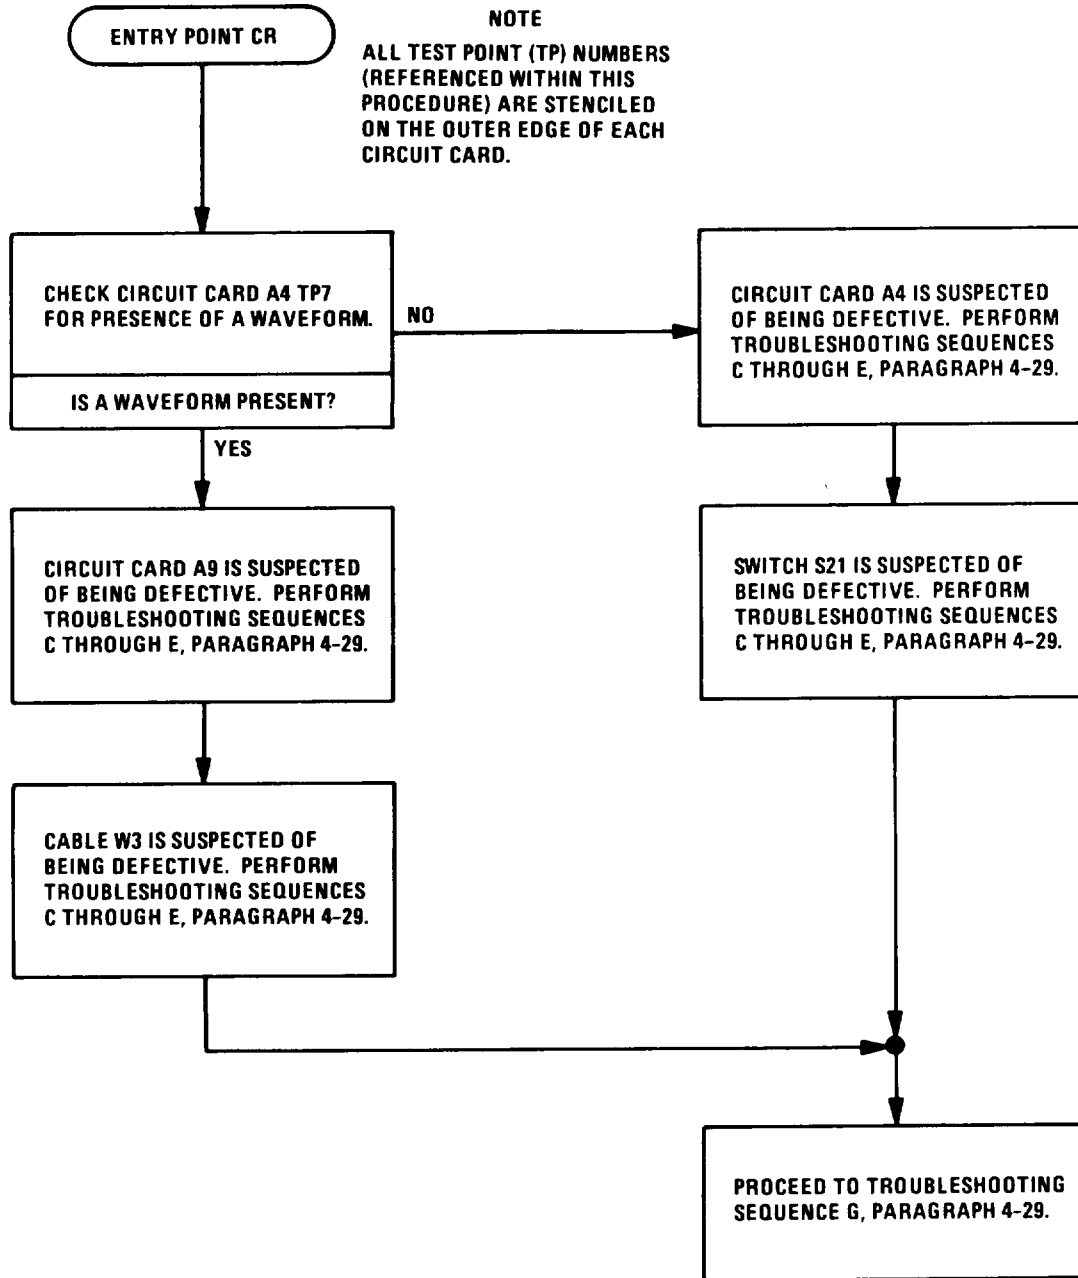 ENTRY POINT CR
NOTE
ALL TEST POINT (TP) NUMBERS
(REFERENCED WITHIN THIS
PROCEDURE) ARE STENCILED
ON THE OUTER EDGE OF EACH
CIRCUIT CARD.
CHECK CIRCUIT CARD A4 TP7
FOR PRESENCE OF A WAVEFORM.
IS A WAVEFORM PRESENT?
NO
YES
CIRCUIT CARD A4 IS SUSPECTED
OF BEING DEFECTIVE. PERFORM
TROUBLESHOOTING SEQUENCES
C THROUGH E, PARAGRAPH 4-29.
CIRCUIT CARD A9 IS SUSPECTED
OF BEING DEFECTIVE. PERFORM
TROUBLESHOOTING SEQUENCES
C THROUGH E, PARAGRAPH 4-29.
SWITCH S21 IS SUSPECTED OF
BEING DEFECTIVE. PERFORM
TROUBLESHOOTING SEQUENCES
C THROUGH E, PARAGRAPH 4-29.
CABLE W3 IS SUSPECTED OF
BEING DEFECTIVE. PERFORM
TROUBLESHOOTING SEQUENCES
C THROUGH E, PARAGRAPH 4-29.
PROCEED TO TROUBLESHOOTING
SEQUENCE G, PARAGRAPH 4-29.